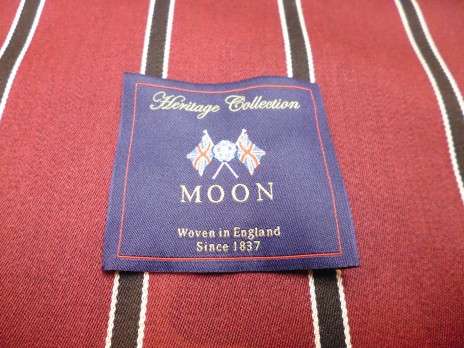 Heritage Collection
MOON
Woven in England
Since 1837